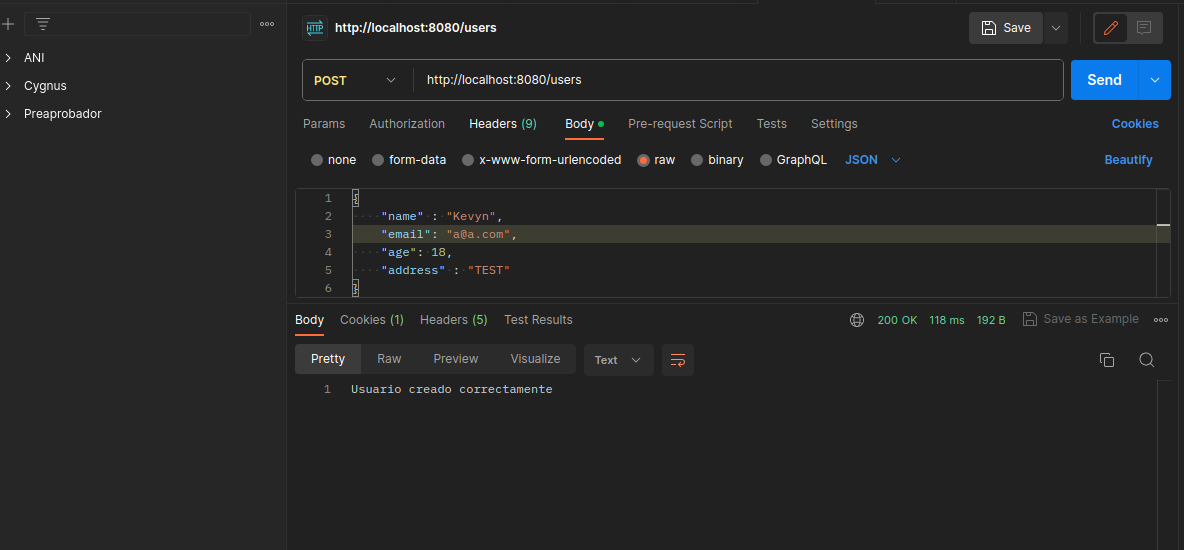 HTTP http://localhost:8080/users Save
ANI
Cygnus
Preaprobador
POST http://localhost:8080/users Send
Params Authorization Headers (9) Body Pre-request Script Tests Settings Cookies
none form-data x-www-form-urlencoded raw binary GraphQL JSON Beautify
1 {
2 "name" : "Kevyn",
3 "email": "a@a.com",
4 "age": 18,
5 "address" : "TEST"
6 }
Body Cookies (1) Headers (5) Test Results 200 OK 118 ms 192 B Save as Example
Pretty Raw Preview Visualize Text
1 Usuario creado correctamente